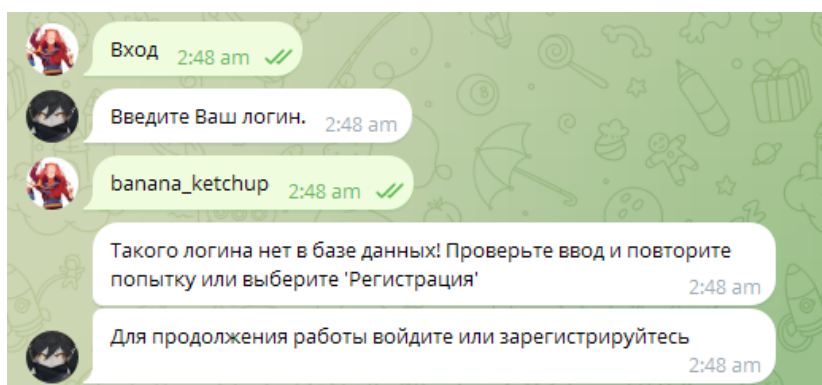 Вход 2:48 am
Введите Ваш логин. 2:48 am
banana_ketchup 2:48 am
Такого логина нет в базе данных! Проверьте ввод и повторите
попытку или выберите 'Регистрация' 2:48 am
Для продолжения работы войдите или зарегистрируйтесь
2:48 am